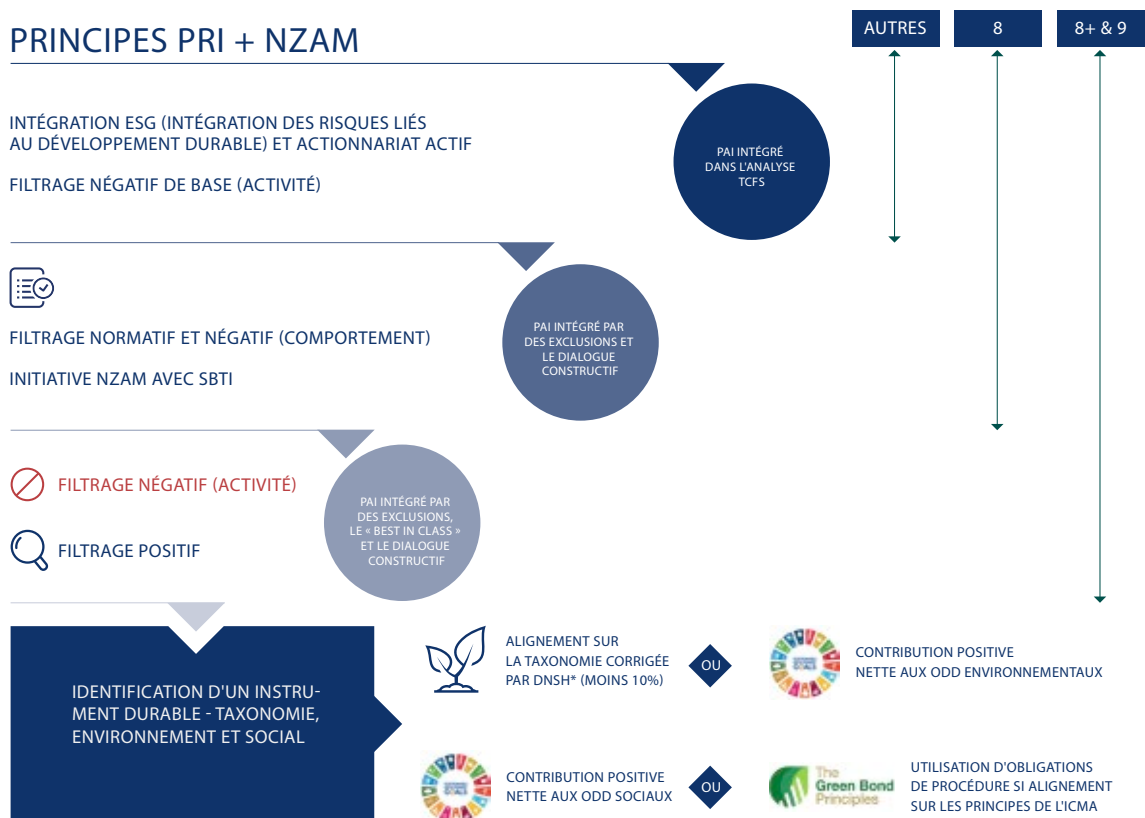 PRINCIPES PRI + NZAM
AUTRES
8
8+ & 9
INTÉGRATION ESG (INTÉGRATION DES RISQUES LIÉS
AU DÉVELOPPEMENT DURABLE) ET ACTIONNARIAT ACTIF
FILTRAGE NÉGATIF DE BASE (ACTIVITÉ)
PAI INTÉGRÉ
DANS L'ANALYSE
TCFS
FILTRAGE NORMATIF ET NÉGATIF (COMPORTEMENT)
INITIATIVE NZAM AVEC SBTI
PAI INTÉGRÉ PAR
DES EXCLUSIONS ET
LE DIALOGUE
CONSTRUCTIF
FILTRAGE NÉGATIF (ACTIVITÉ)
FILTRAGE POSITIF
PAI INTÉGRÉ PAR
DES EXCLUSIONS,
LE « BEST IN CLASS »
ET LE DIALOGUE
CONSTRUCTIF
IDENTIFICATION D'UN INSTRU-
MENT DURABLE - TAXONOMIE,
ENVIRONNEMENT ET SOCIAL
ALIGNEMENT SUR
LA TAXONOMIE CORRIGÉE
PAR DNSH* (MOINS 10%)
OU
CONTRIBUTION POSITIVE
NETTE AUX ODD ENVIRONNEMENTAUX
CONTRIBUTION POSITIVE
NETTE AUX ODD SOCIAUX
OU
The
Green Bond
Principles
UTILISATION D'OBLIGATIONS
DE PROCÉDURE SI ALIGNEMENT
SUR LES PRINCIPES DE L'ICMA